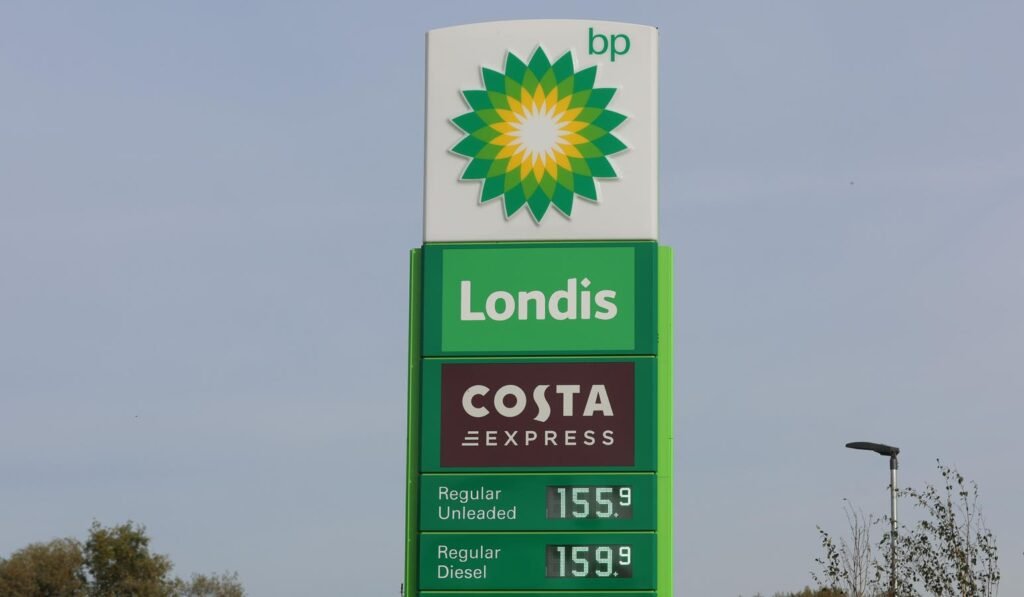 bp
Londis
COSTA
EXPRESS
Regular
Unleaded
155.9
Regular
Diesel
159.9